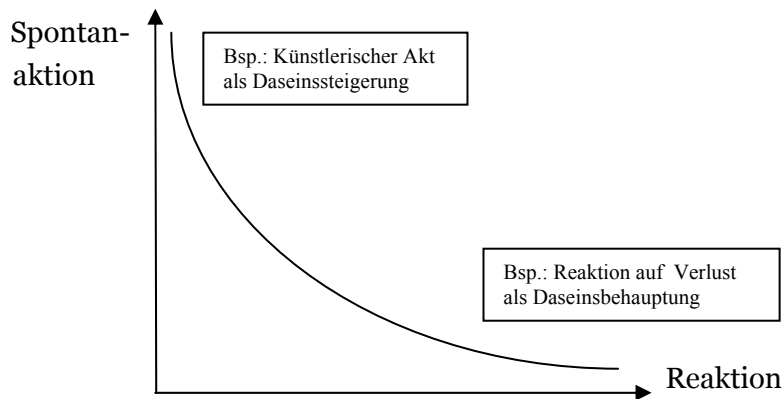 Spontan-
aktion
Bsp.: Künstlerischer Akt
als Daseinssteigerung
Bsp.: Reaktion auf Verlust
als Daseinsbehauptung
Reaktion